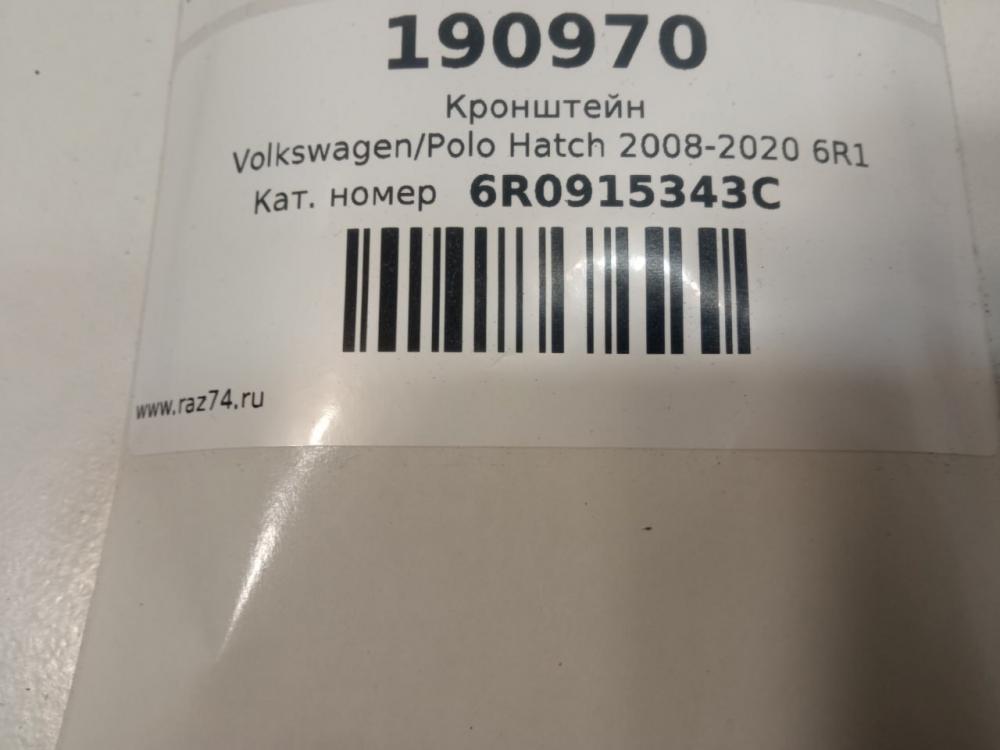 190970
Кронштейн
Volkswagen/Polo Hatch 2008-2020 6R1
Кат. номер 6R0915343C
www.raz74.ru